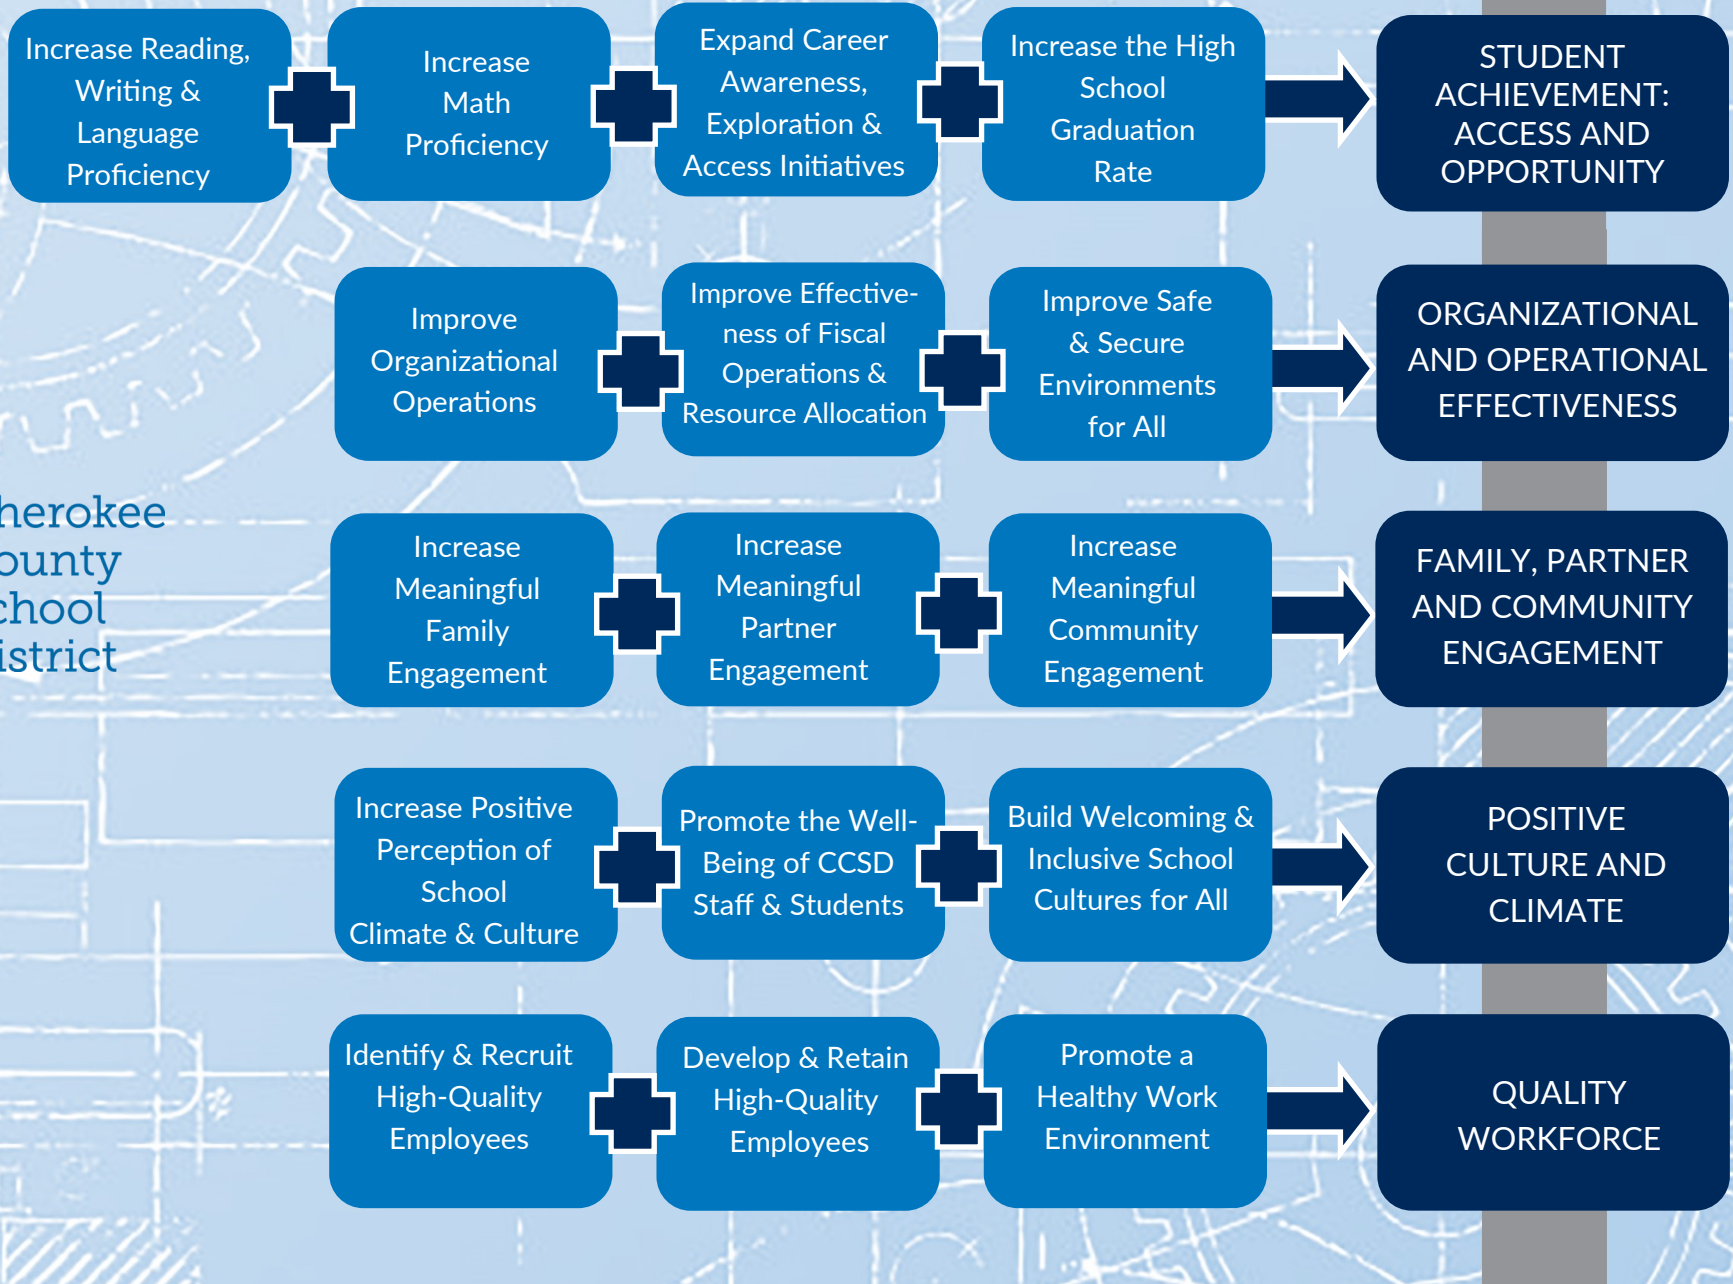 Increase Reading,
Writing &
Language
Proficiency
Increase
Math
Proficiency
Expand Career
Awareness,
Exploration &
Access Initiatives
Increase the High
School
Graduation
Rate
STUDENT
ACHIEVEMENT:
ACCESS AND
OPPORTUNITY
Improve
Organizational
Operations
Improve Effective-
ness of Fiscal
Operations &
Resource Allocation
Improve Safe
& Secure
Environments
for All
ORGANIZATIONAL
AND OPERATIONAL
EFFECTIVENESS
herokee
ounty
chool
istrict
Increase
Meaningful
Family
Engagement
Increase
Meaningful
Partner
Engagement
Increase
Meaningful
Community
Engagement
FAMILY, PARTNER
AND COMMUNITY
ENGAGEMENT
Increase Positive
Perception of
School
Climate & Culture
Promote the Well-
Being of CCSD
Staff & Students
Build Welcoming &
Inclusive School
Cultures for All
POSITIVE
CULTURE AND
CLIMATE
Identify & Recruit
High-Quality
Employees
Develop & Retain
High-Quality
Employees
Promote a
Healthy Work
Environment
QUALITY
WORKFORCE